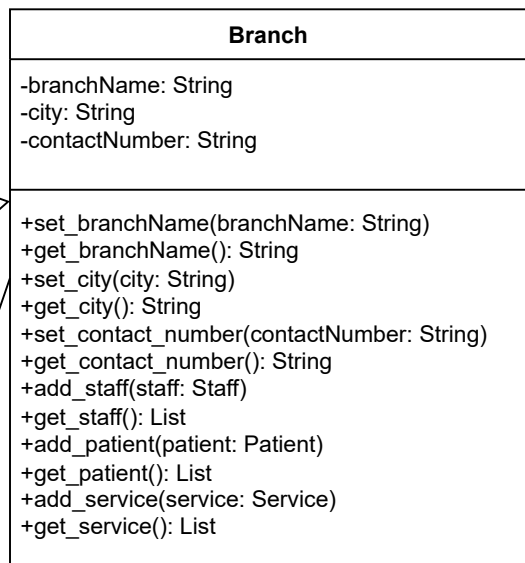 Branch
-branchName: String
-city: String
-contactNumber: String
+set_branchName(branchName: String)
+get_branchName(): String
+set_city(city: String)
+get_city(): String
+set_contact_number(contactNumber: String)
+get_contact_number(): String
+add_staff(staff: Staff)
+get_staff(): List
+add_patient(patient: Patient)
+get_patient(): List
+add_service(service: Service)
+get_service(): List